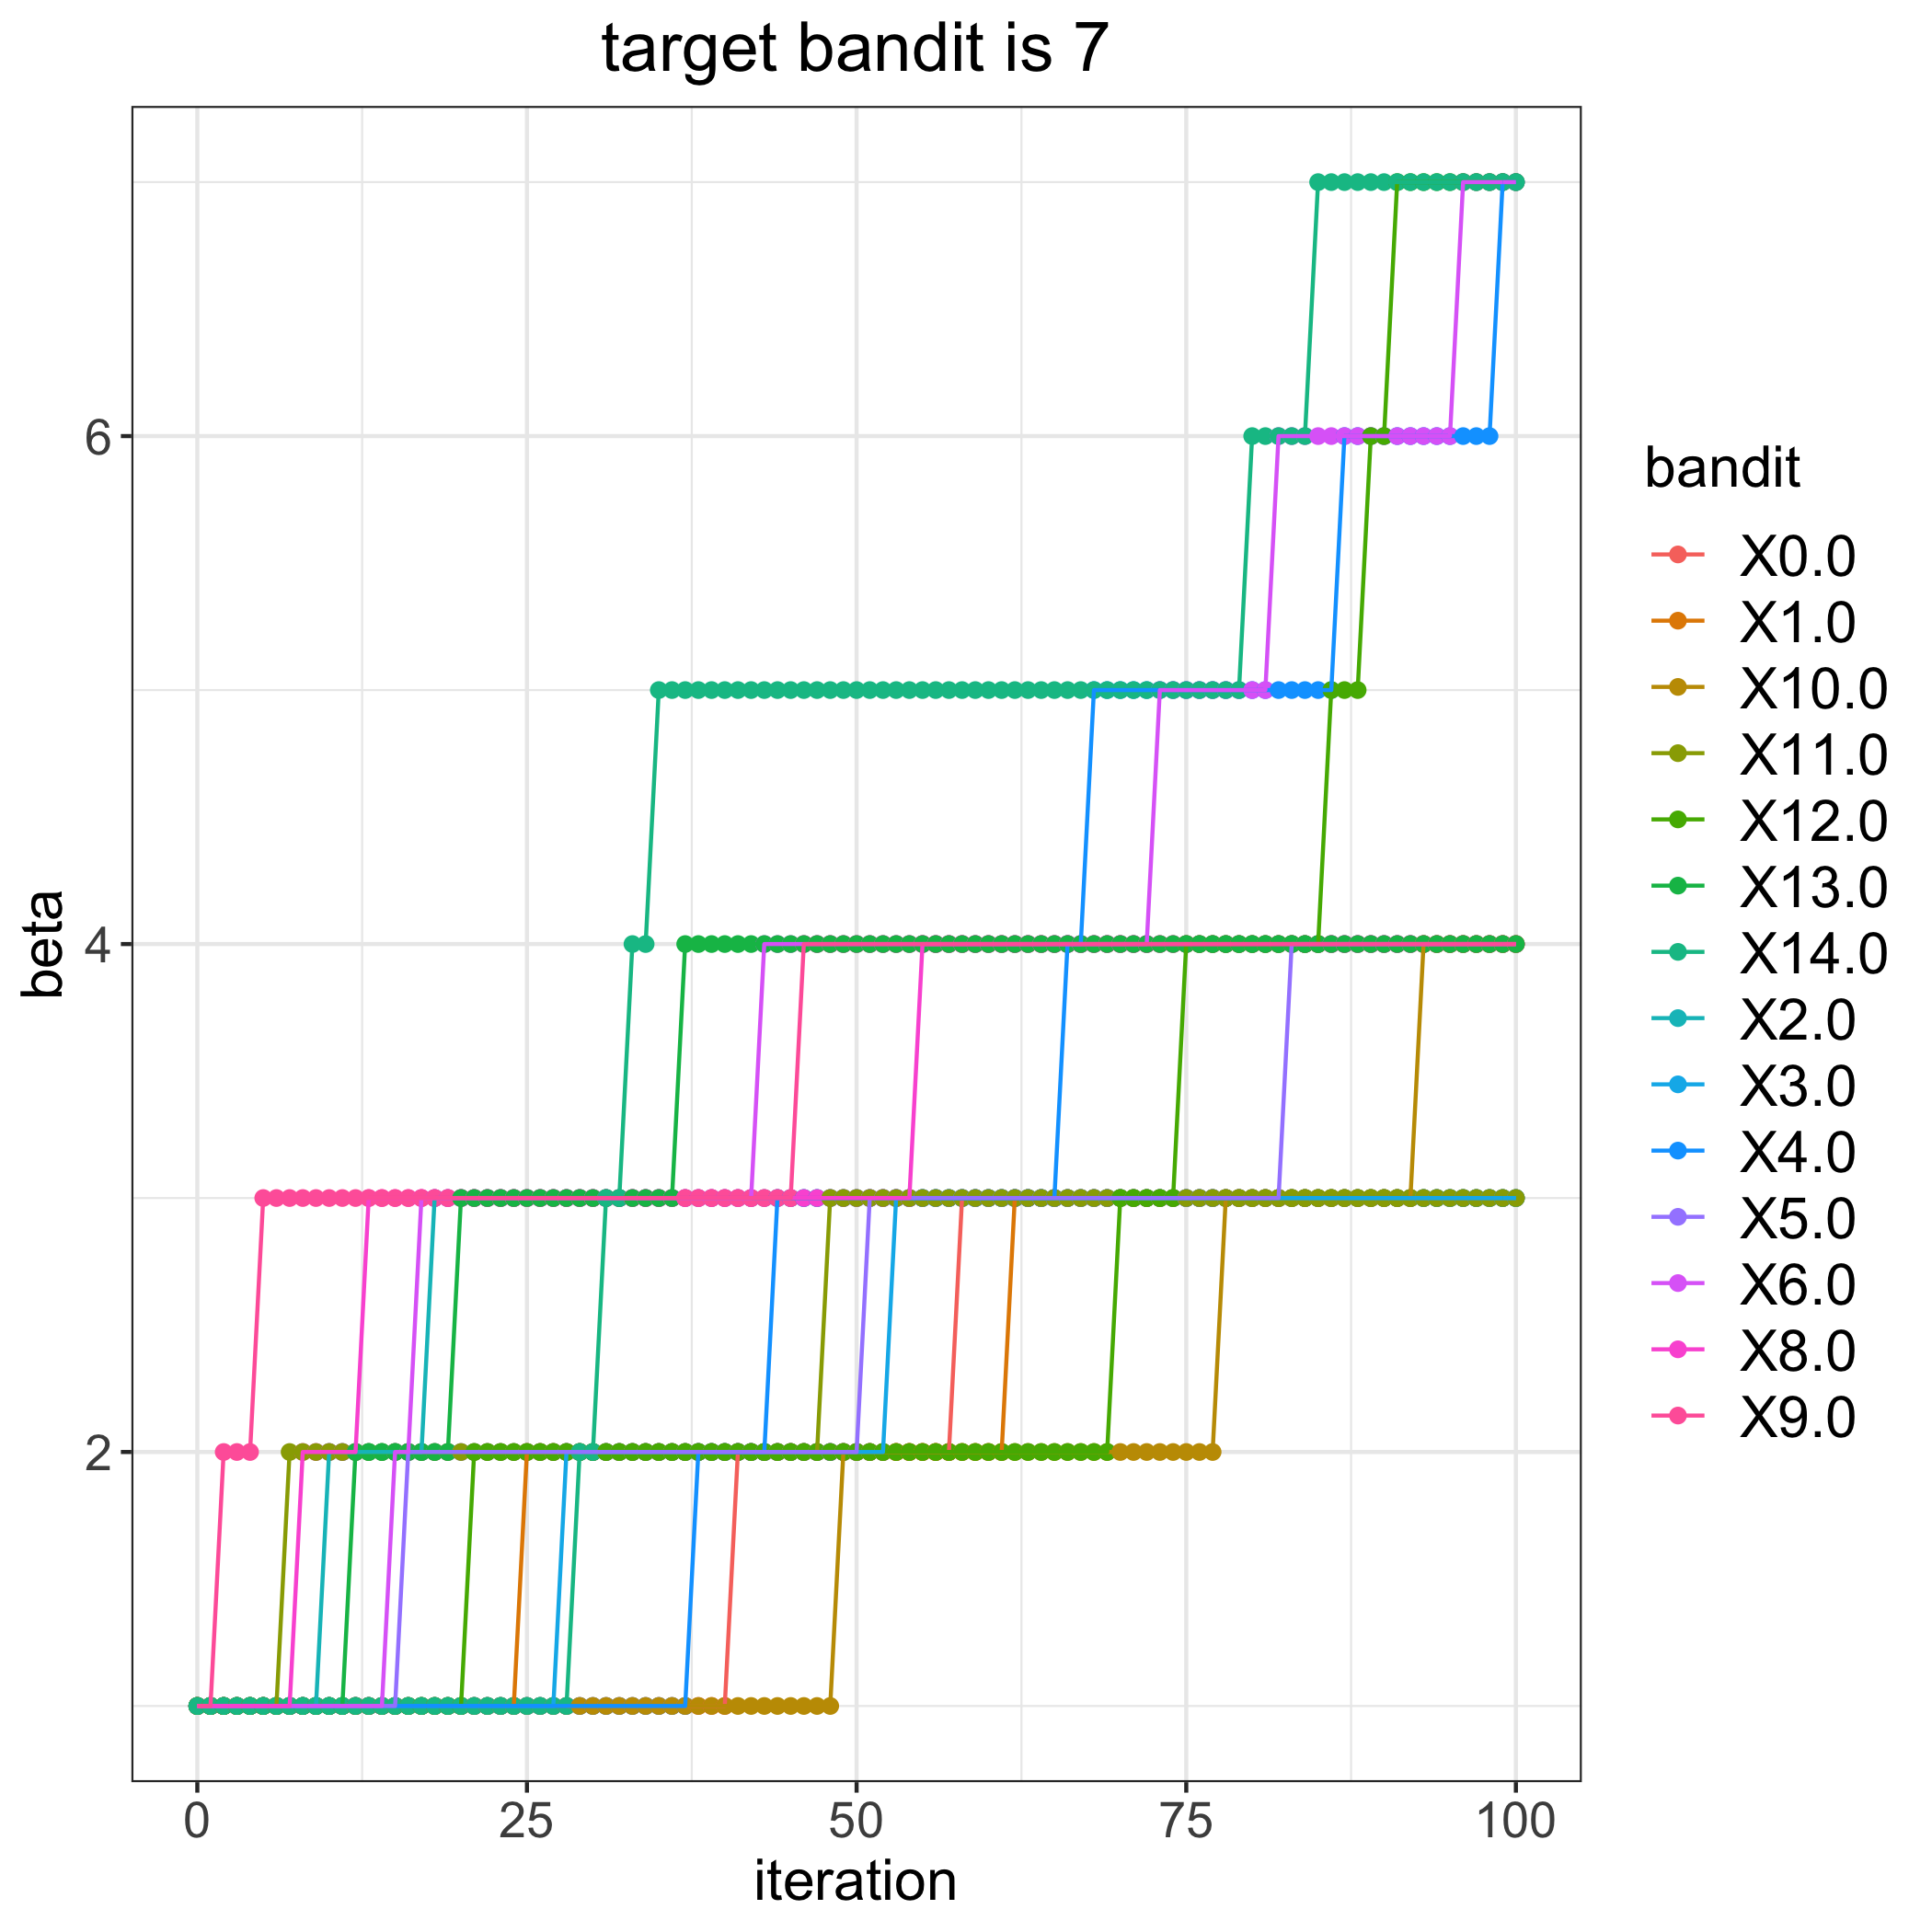 target bandit is 7
beta
6
4
2
0 25 50 75 100
iteration
bandit
X0.0
X1.0
X10.0
X11.0
X12.0
X13.0
X14.0
X2.0
X3.0
X4.0
X5.0
X6.0
X8.0
X9.0